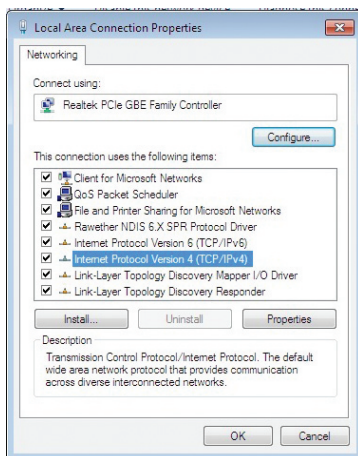 Local Area Connection Properties
Networking
Connect using:
Realtek PCIe GBE Family Controller
Configure...
This connection uses the following items:
Client for Microsoft Networks
QoS Packet Scheduler
File and Printer Sharing for Microsoft Networks
Rawether NDIS 6.X SPR Protocol Driver
Internet Protocol Version 6 (TCP/IPv6)
Internet Protocol Version 4 (TCP/IPv4)
Link-Layer Topology Discovery Mapper I/O Driver
Link-Layer Topology Discovery Responder
Install... Uninstall Properties
Description
Transmission Control Protocol/Internet Protocol. The default
wide area network protocol that provides communication
across diverse interconnected networks.
OK Cancel